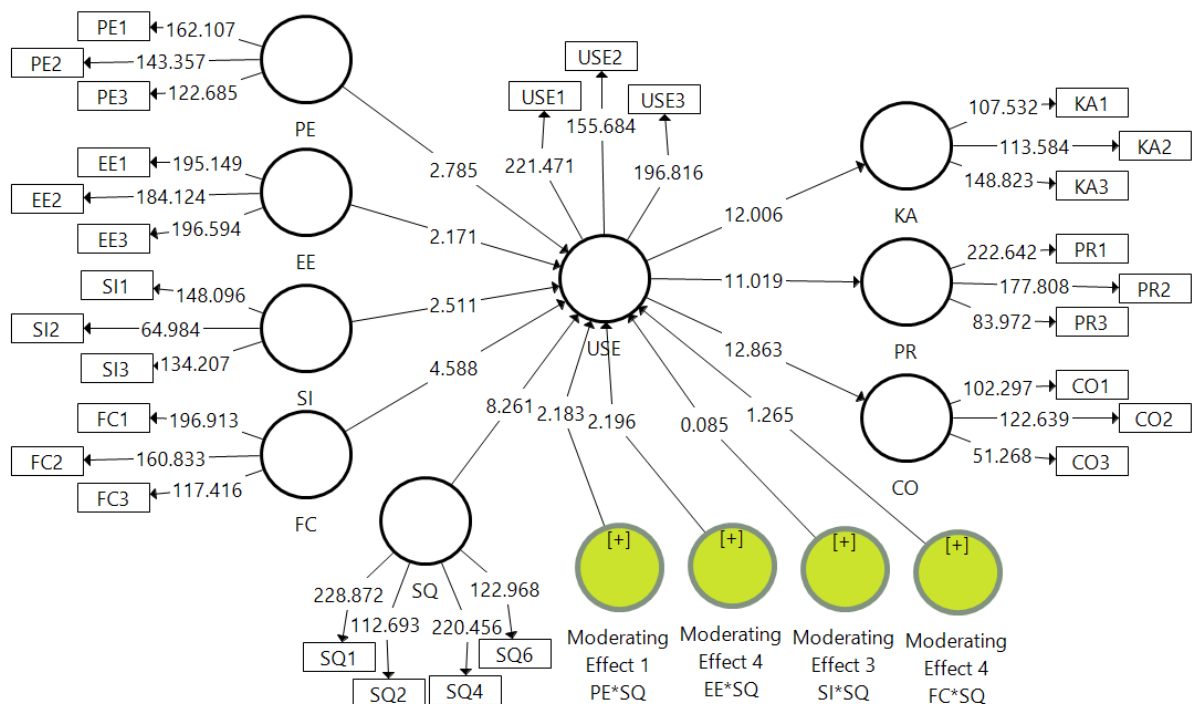 PE1
162.107
PE2
143.357
PE3
122.685
PE
2.785
EE1
195.149
EE2
184.124
EE3
196.594
EE
2.171
SI1
148.096
SI2
64.984
SI3
134.207
SI
2.511
FC1
196.913
FC2
160.833
FC3
117.416
FC
4.588
USE1
USE2
USE3
221.471
155.684
196.816
USE
12.006
11.019
12.863
107.532
KA1
113.584
KA2
148.823
KA3
KA
222.642
PR1
177.808
PR2
83.972
PR3
PR
102.297
CO1
122.639
CO2
51.268
CO3
CO
8.261
2.183
2.196
0.085
1.265
SQ
228.872
112.693
220.456
122.968
SQ1
SQ2
SQ4
SQ6
[+]
Moderating
Effect 1
PE*SQ
[+]
Moderating
Effect 4
EE*SQ
[+]
Moderating
Effect 3
SI*SQ
[+]
Moderating
Effect 4
FC*SQ